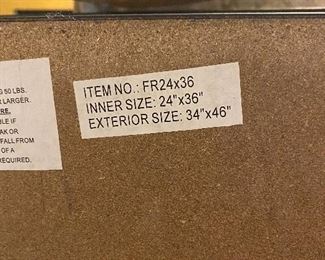 G 50 LBS.
R LARGER.
RE.
BLE IF
AK OR
FALL FROM
OF A
REQUIRED.
ITEM NO.: FR24x36
INNER SIZE: 24"x36"
EXTERIOR SIZE: 34"x46"